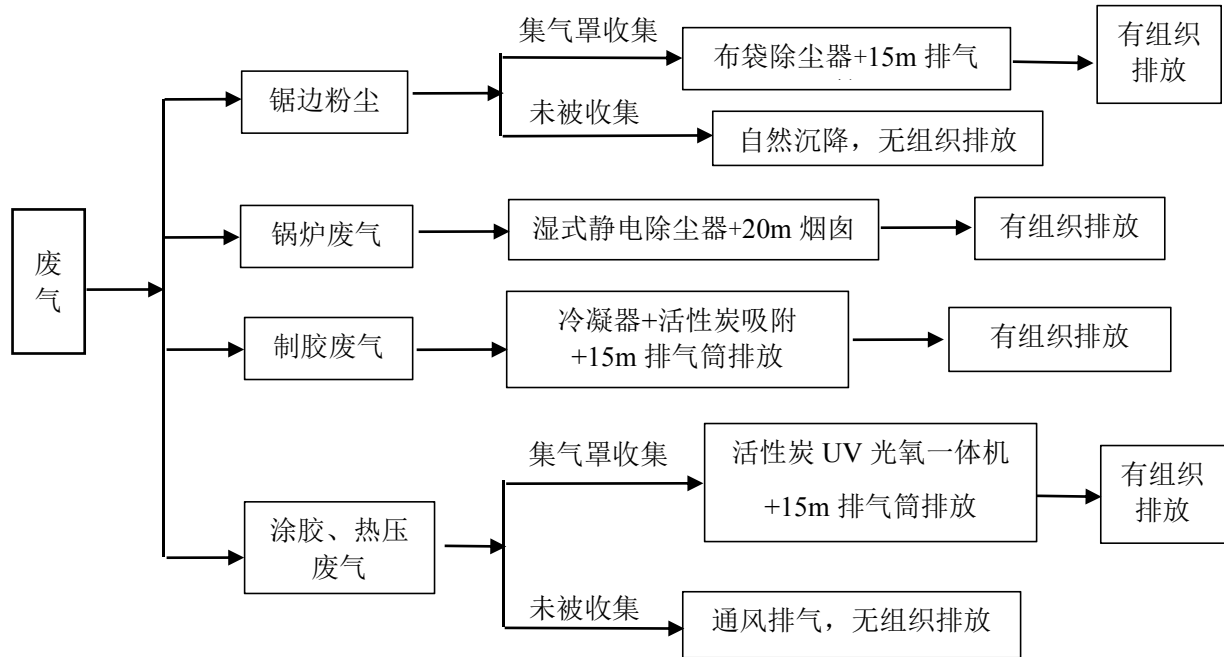 废
气
锯边粉尘
集气罩收集
布袋除尘器+15m 排气
有组织
排放
未被收集
自然沉降，无组织排放
锅炉废气
湿式静电除尘器+20m 烟囱
有组织排放
制胶废气
冷凝器+活性炭吸附
+15m 排气筒排放
有组织排放
涂胶、热压
废气
集气罩收集
活性炭 UV 光氧一体机
+15m 排气筒排放
有组织
排放
未被收集
通风排气，无组织排放